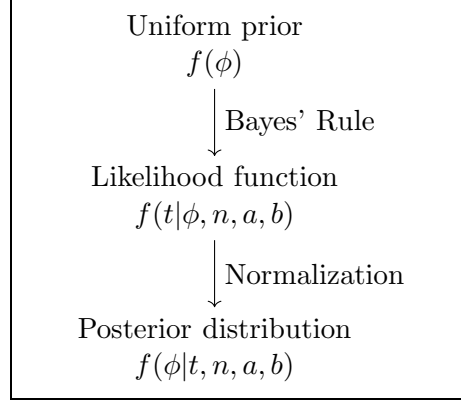 Uniform prior
f(ϕ)
Bayes’ Rule
Likelihood function
f(t|ϕ, n, a, b)
Normalization
Posterior distribution
f(ϕ|t, n, a, b)